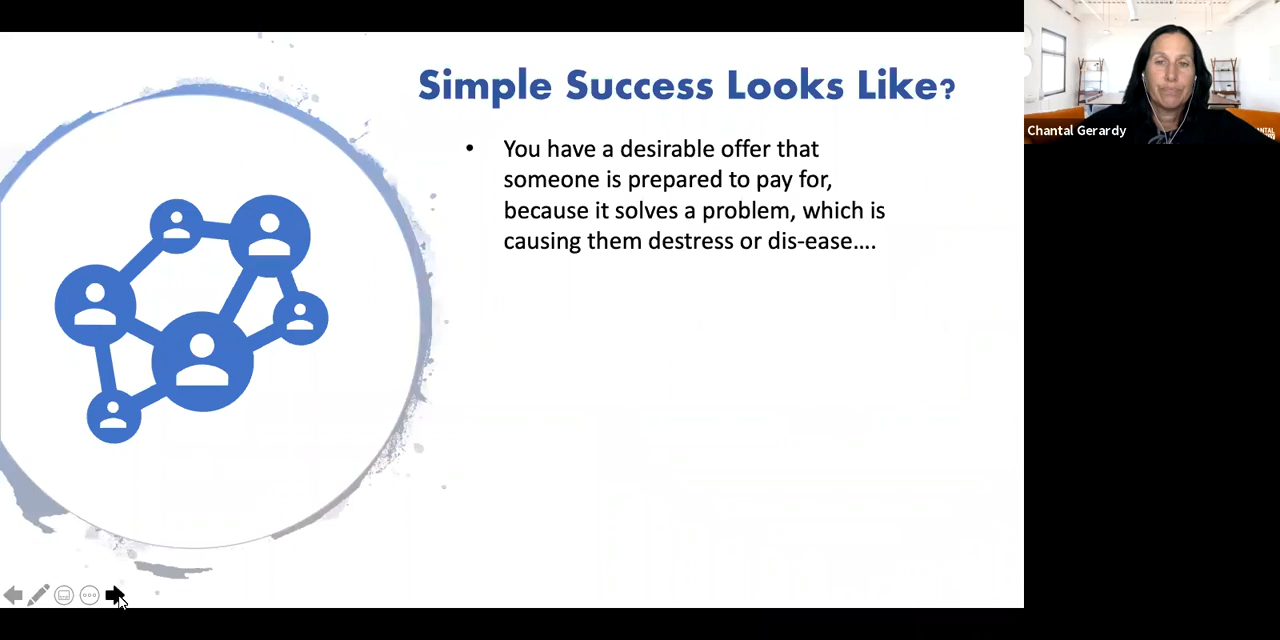 Simple Success Looks Like?
• You have a desirable offer that
someone is prepared to pay for,
because it solves a problem, which is
causing them destress or dis-ease....
Chantal Gerardy